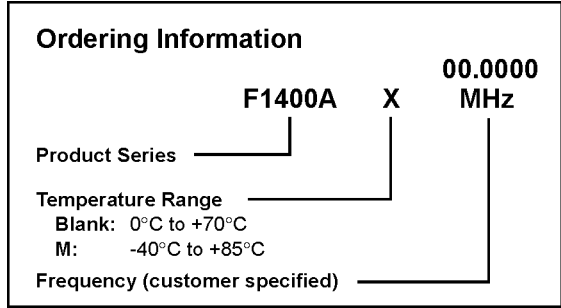 Ordering Information
00.0000
F1400A X MHz
Product Series
Temperature Range
Blank: 0°C to +70°C
M: -40°C to +85°C
Frequency (customer specified)